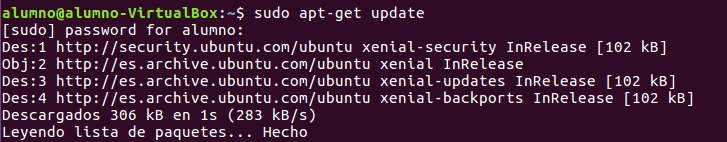 alumno@alumno-VirtualBox:~$ sudo apt-get update
[sudo] password for alumno:
Des:1 http://security.ubuntu.com/ubuntu xenial-security InRelease [102 kB]
Obj:2 http://es.archive.ubuntu.com/ubuntu xenial InRelease
Des:3 http://es.archive.ubuntu.com/ubuntu xenial-updates InRelease [102 kB]
Des:4 http://es.archive.ubuntu.com/ubuntu xenial-backports InRelease [102 kB]
Descargados 306 kB en 1s (283 kB/s)
Leyendo lista de paquetes... Hecho